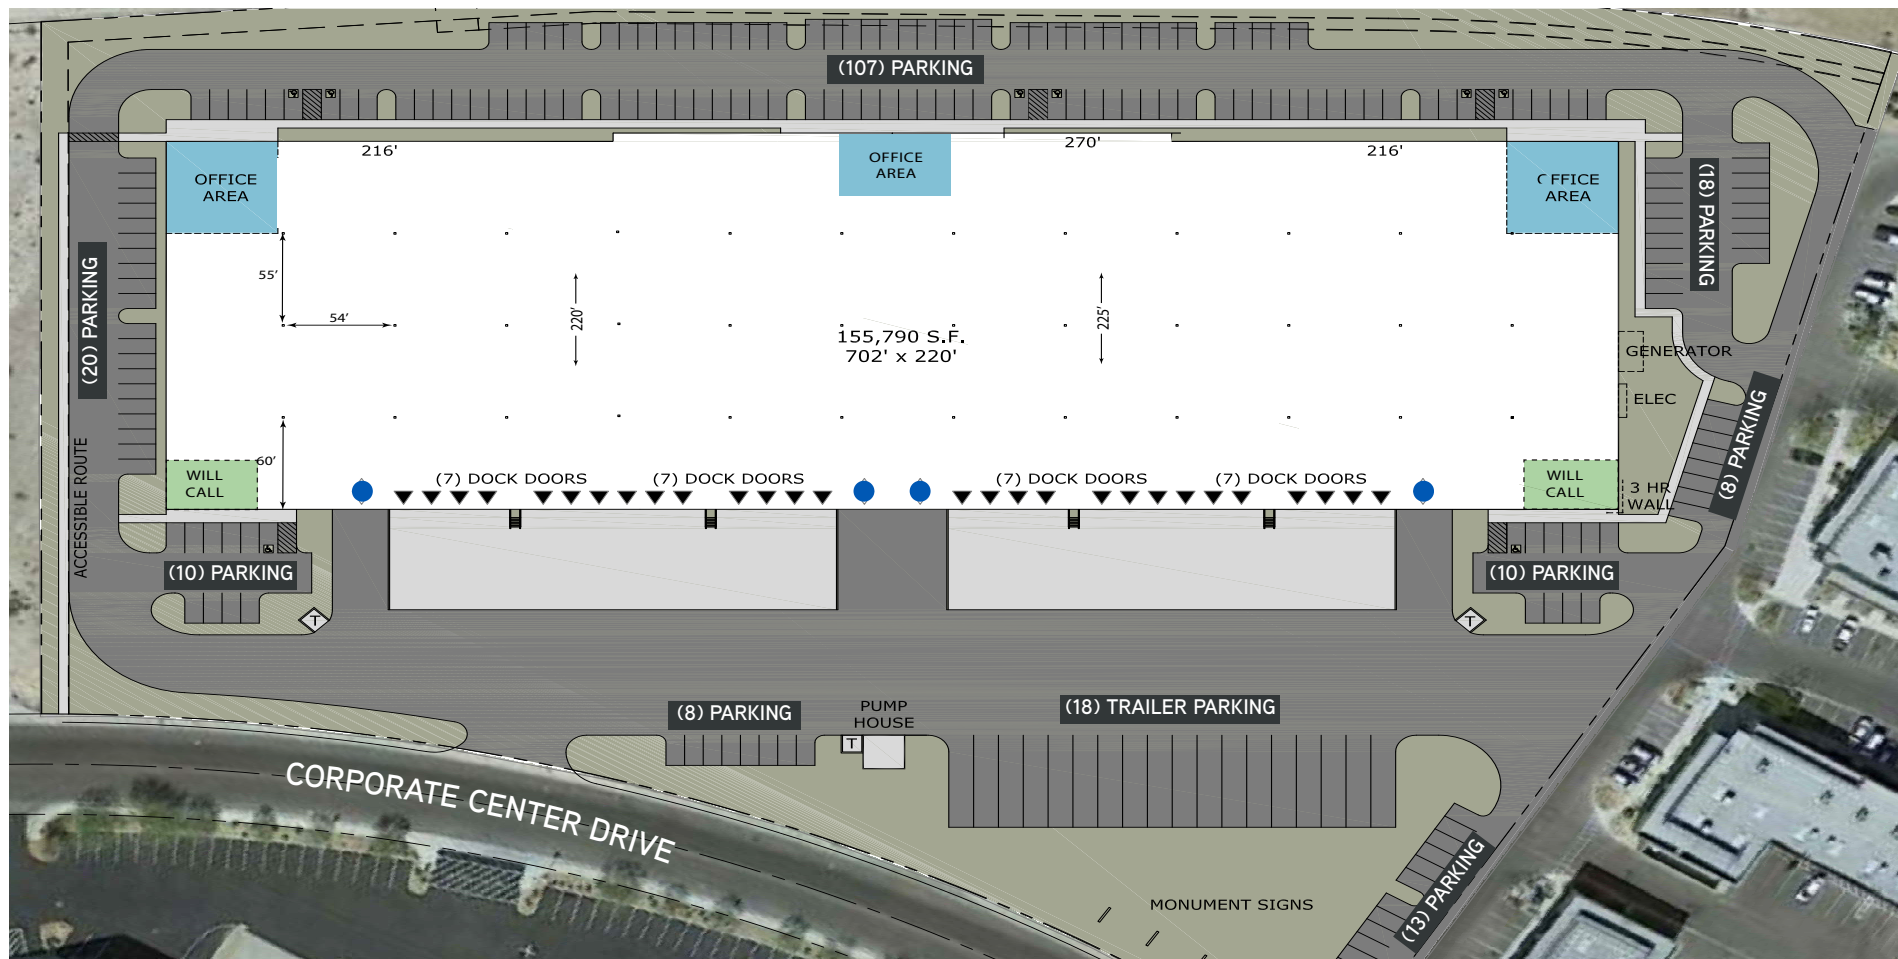 (107) PARKING
216'
270'
216'
OFFICE
AREA
OFFICE
AREA
OFFICE
AREA
(18) PARKING
(20) PARKING
55'
54'
220'
225'
155,790 S.F.
702' x 220'
GENERATOR
ELEC
(8) PARKING
ACCESSIBLE ROUTE
60'
WILL
CALL
(7) DOCK DOORS
(7) DOCK DOORS
(7) DOCK DOORS
(7) DOCK DOORS
WILL
CALL
3 HR
WALL
(10) PARKING
(10) PARKING
T
T
(8) PARKING
PUMP
HOUSE
T
(18) TRAILER PARKING
CORPORATE CENTER DRIVE
(13) PARKING
MONUMENT SIGNS